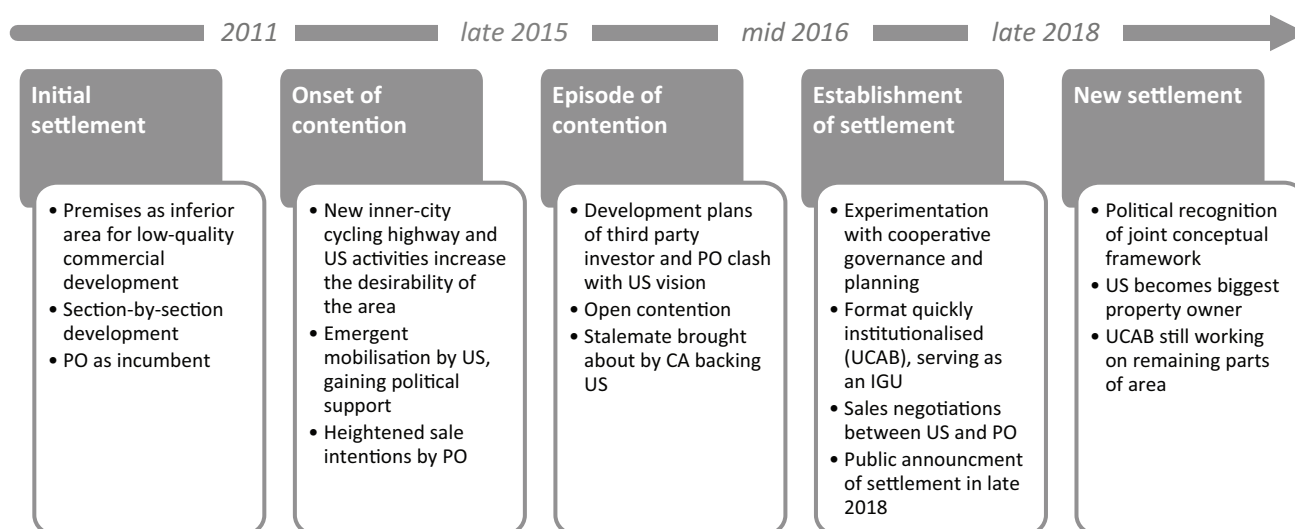 2011
late 2015
mid 2016
late 2018
Initial
settlement
• Premises as inferior
area for low-quality
commercial
development
• Section-by-section
development
• PO as incumbent
Onset of
contention
• New inner-city
cycling highway and
US activities increase
the desirability of
the area
• Emergent
mobilisation by US,
gaining political
support
• Heightened sale
intentions by PO
Episode of
contention
• Development plans
of third party
investor and PO clash
with US vision
• Open contention
• Stalemate brought
about by CA backing
US
Establishment
of settlement
• Experimentation
with cooperative
governance and
planning
• Format quickly
institutionalised
(UCAB), serving as
an IGU
• Sales negotiations
between US and PO
• Public announcment
of settlement in late
2018
New settlement
• Political recognition
of joint conceptual
framework
• US becomes biggest
property owner
• UCAB still working
on remaining parts
of area